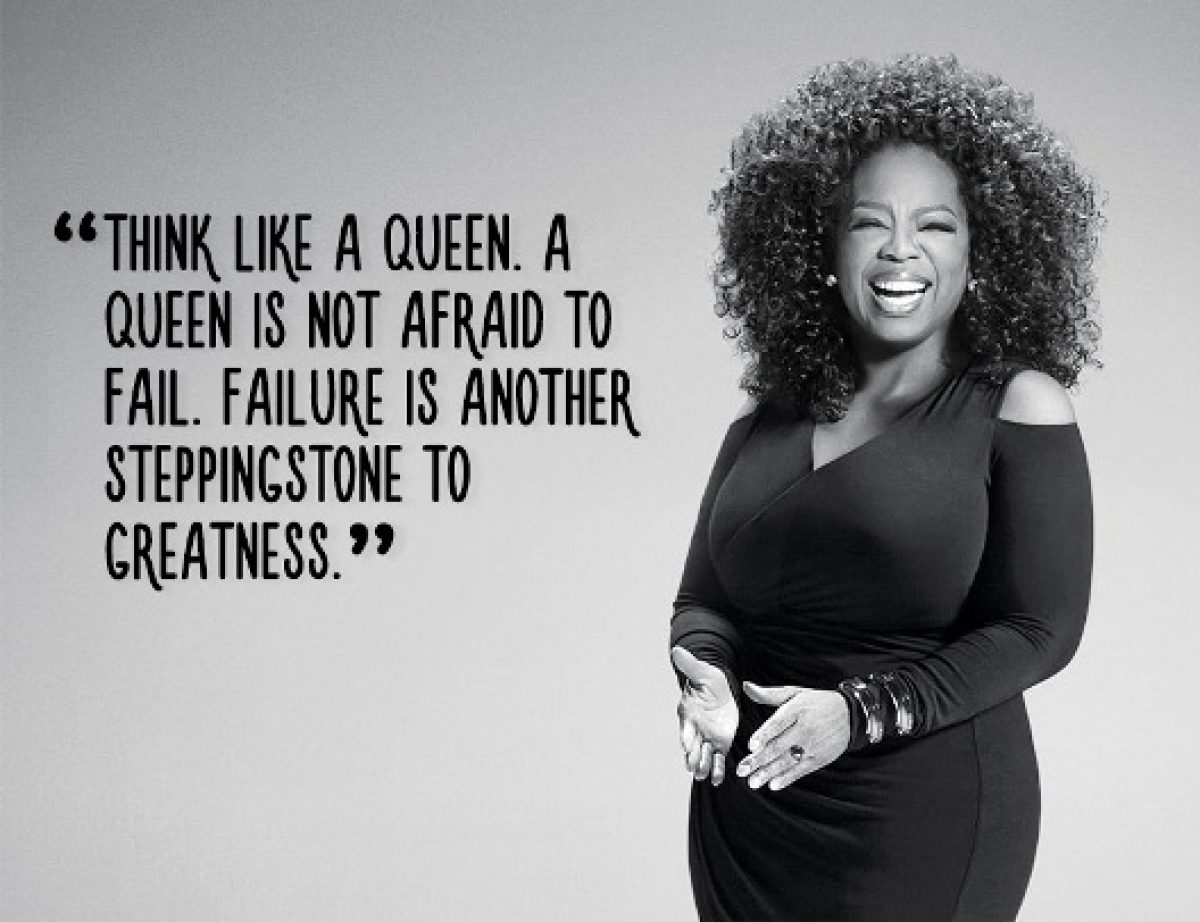 “THINK LIKE A QUEEN. A
QUEEN IS NOT AFRAID TO
FAIL. FAILURE IS ANOTHER
STEPPINGSTONE TO
GREATNESS.”